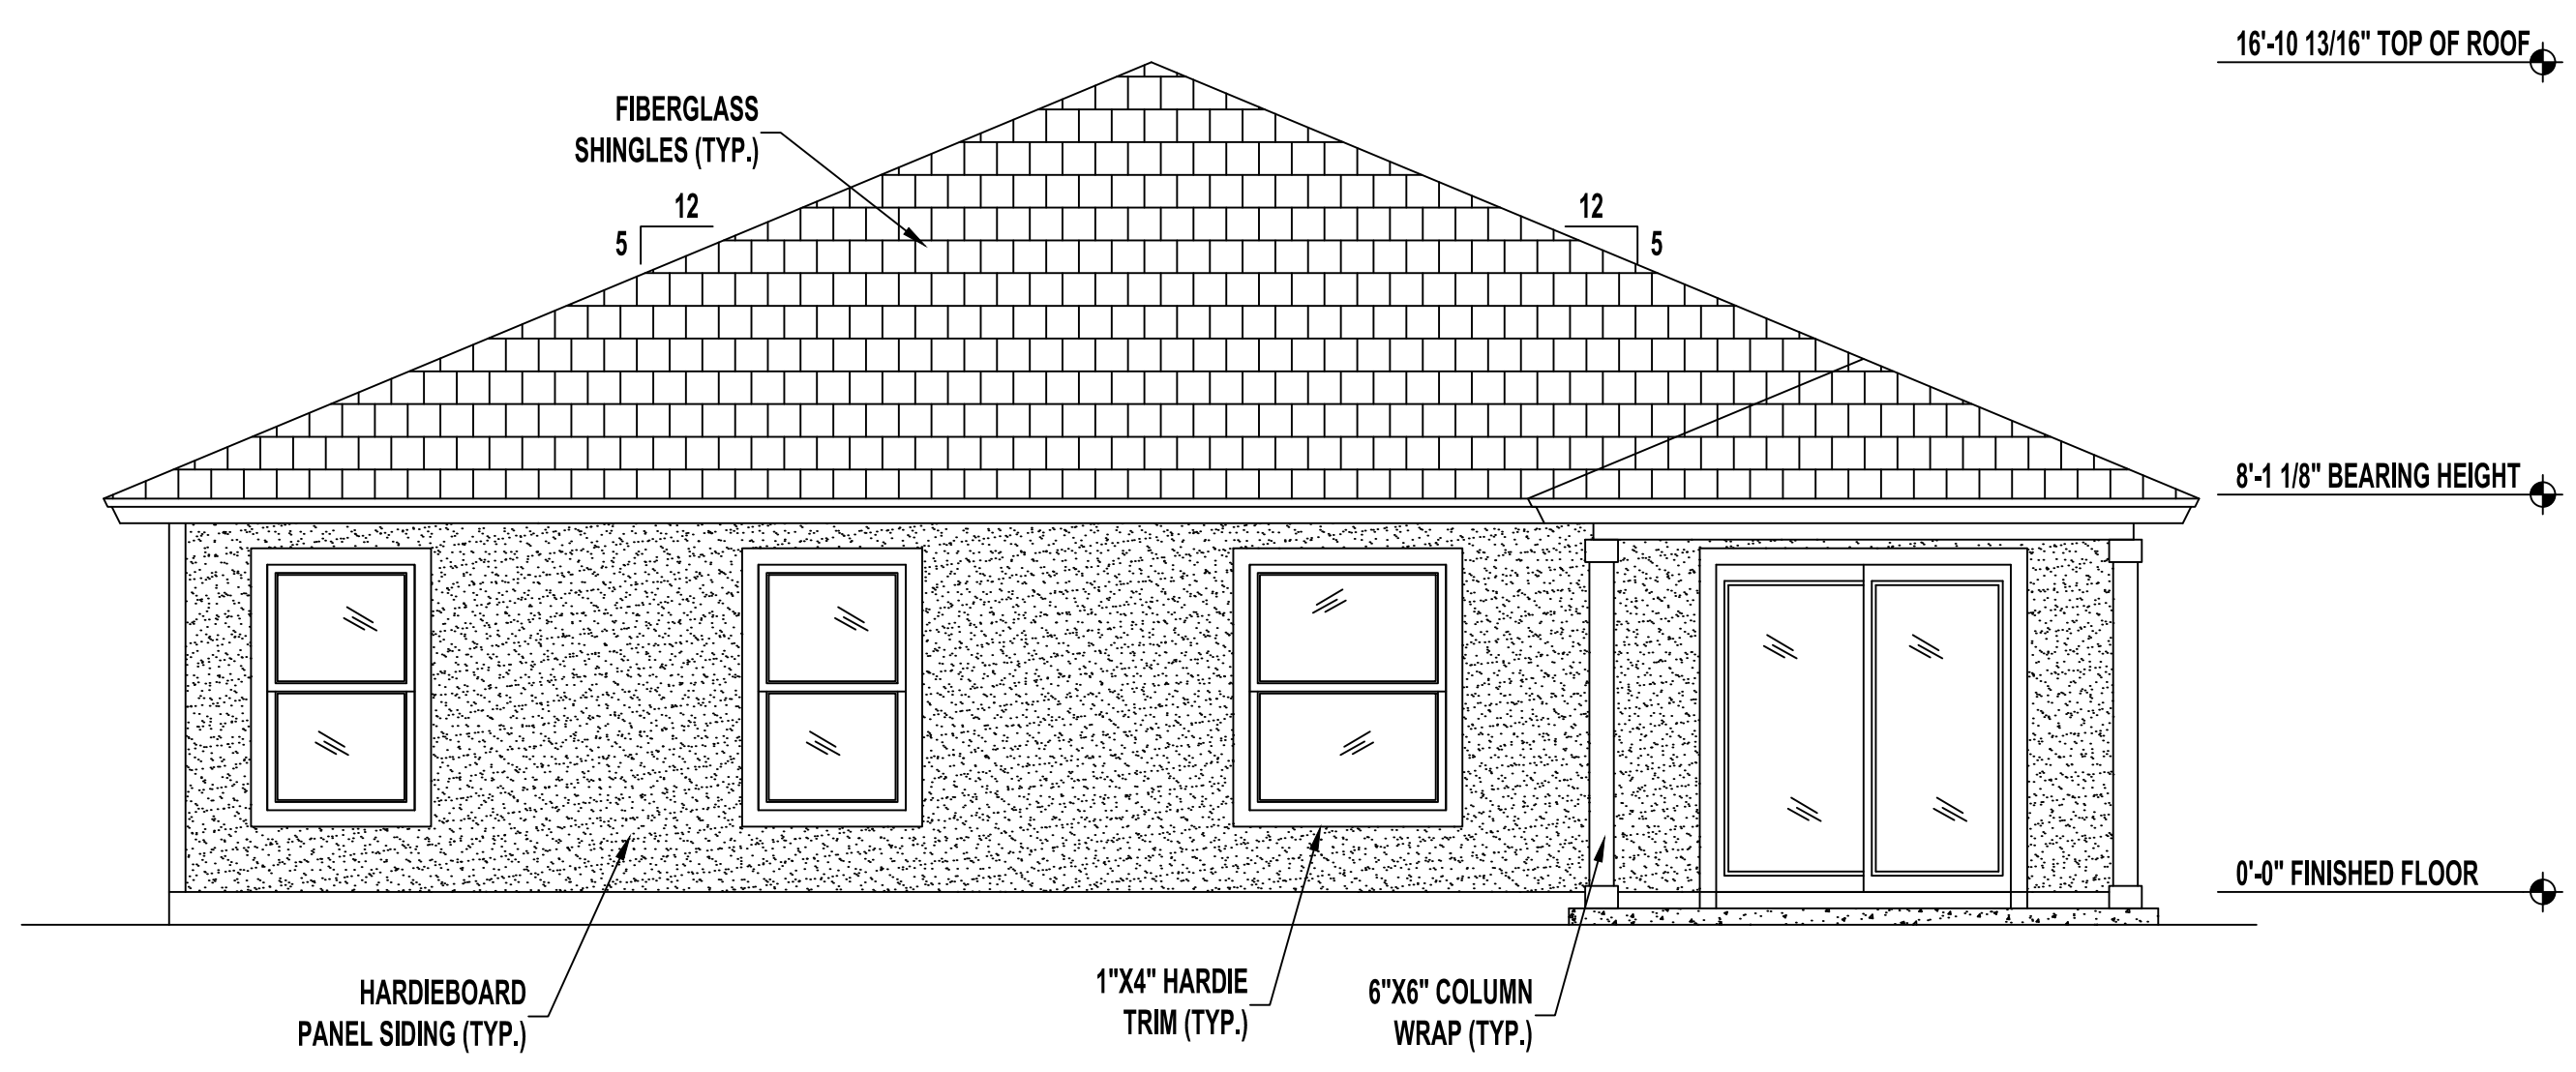 16'-10 13/16" TOP OF ROOF
FIBERGLASS
SHINGLES (TYP.)
12
5
12
5
8'-1 1/8" BEARING HEIGHT
0'-0" FINISHED FLOOR
HARDIEBOARD
PANEL SIDING (TYP.)
1"X4" HARDIE
TRIM (TYP.)
6"X6" COLUMN
WRAP (TYP.)